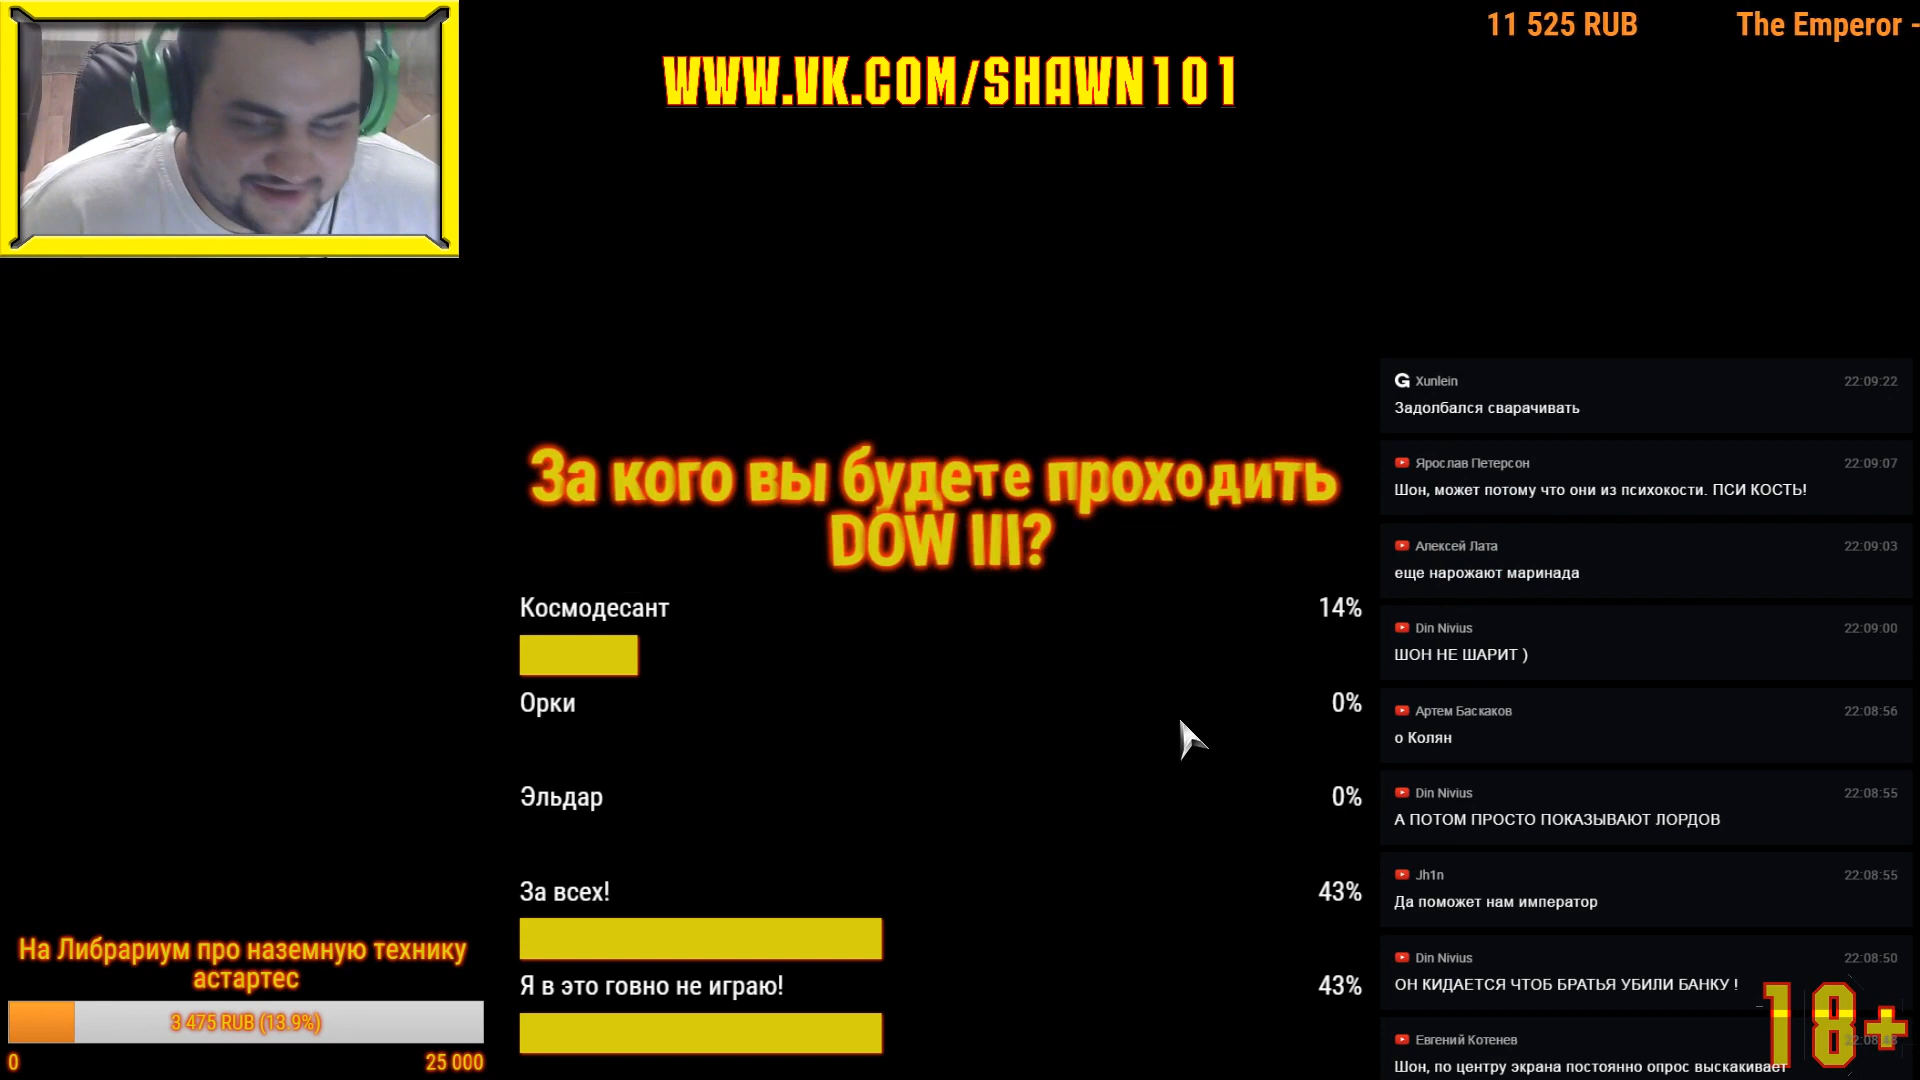 11 525 RUB
The Emperor -
WWW.VK.COM/SHAWN101
За кого вы будете проходить
DOW III?
Космодесант 14%
Орки 0%
Эльдар 0%
За всех! 43%
Я в это говно не играю! 43%
На Либрариум про наземную технику
астартес
3 475 RUB (13.9%)
0 25 000
Xunlein 22:09:22
Задолбался сварачивать
Ярослав Петерсон 22:09:07
Шон, может потому что они из психокости. ПСИ КОСТЬ!
Алексей Лата 22:09:03
еще нарожают маринада
Din Nivius 22:09:00
ШОН НЕ ШАРИТ )
Артем Баскаков 22:08:56
о Колян
Din Nivius 22:08:55
А ПОТОМ ПРОСТО ПОКАЗЫВАЮТ ЛОРДОВ
Jh1n 22:08:55
Да поможет нам император
Din Nivius 22:08:50
ОН КИДАЕТСЯ ЧТОБ БРАТЬЯ УБИЛИ БАНКУ !
Евгений Котенев
Шон, по центру экрана постоянно опрос выскакивает
18+